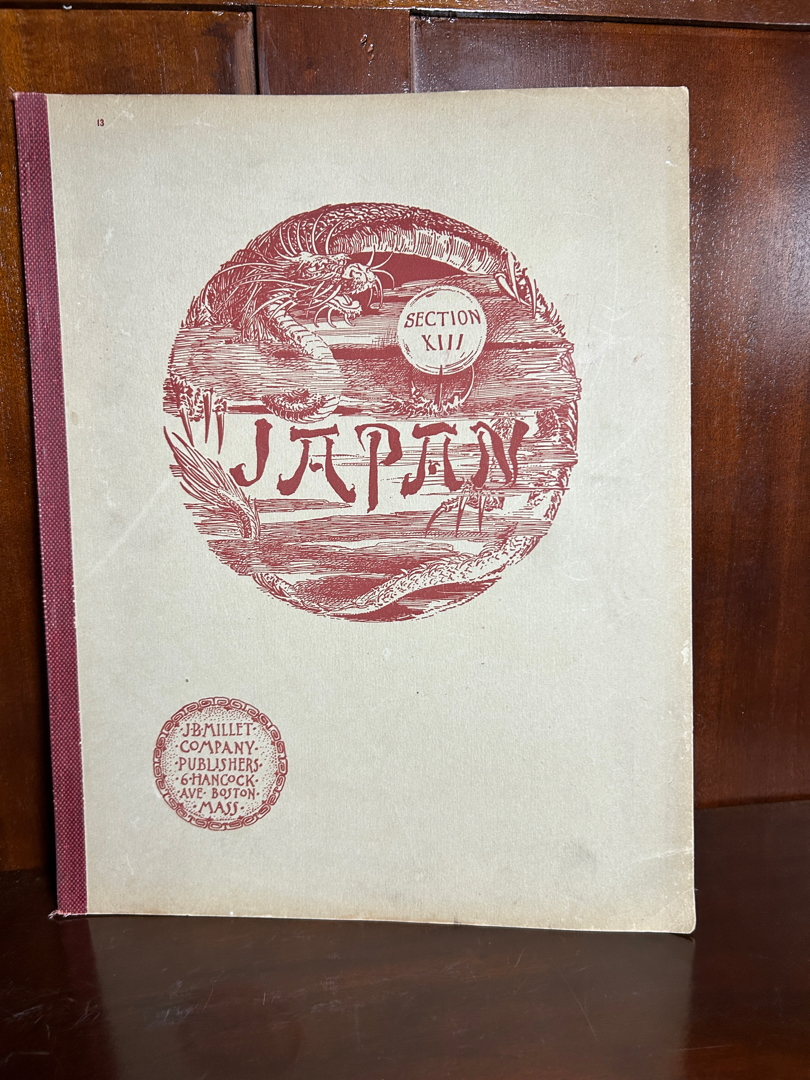 13
SECTION
XIII
JAPAN
J·B·MILLET
COMPANY·
·PUBLISHERS·
·6·HANCOCK·
AVE· BOSTON·
·MASS·